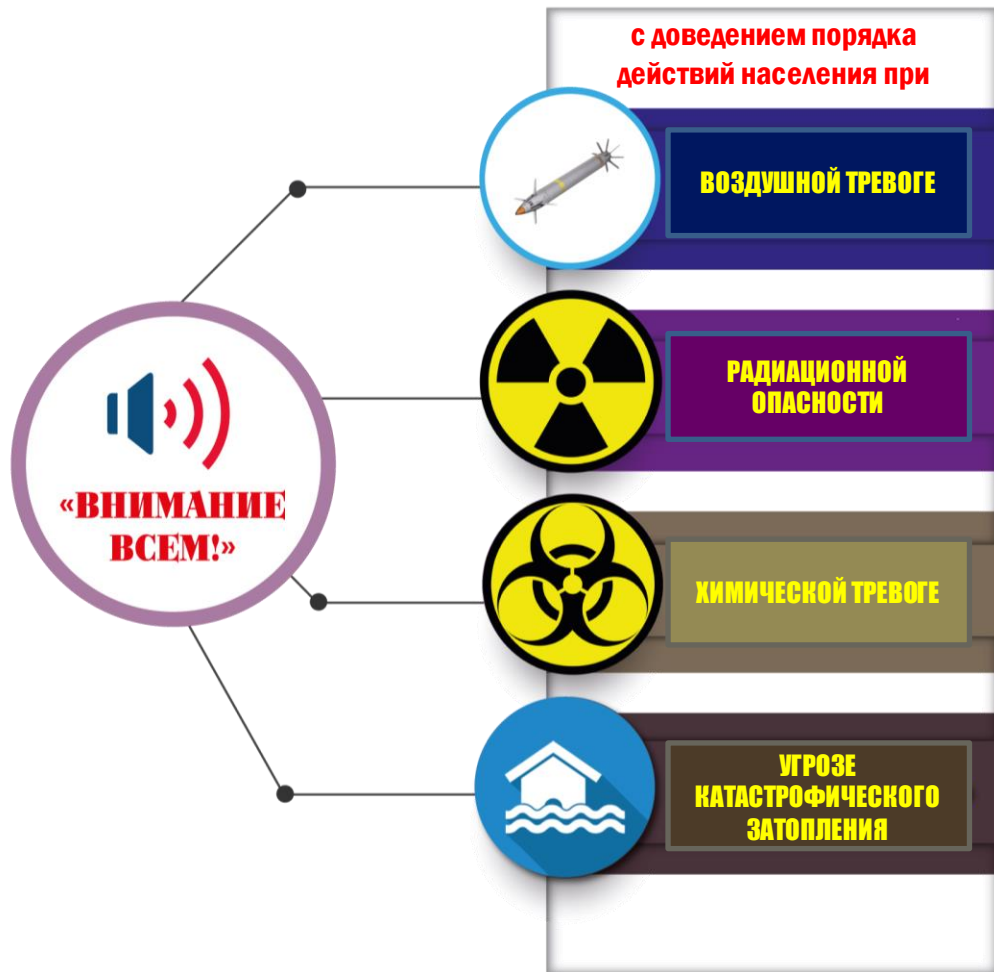 с доведением порядка
действий населения при
ВОЗДУШНОЙ ТРЕВОГЕ
РАДИАЦИОННОЙ
ОПАСНОСТИ
«ВНИМАНИЕ
ВСЕМ!»
ХИМИЧЕСКОЙ ТРЕВОГЕ
УГРОЗЕ
КАТАСТРОФИЧЕСКОГО
ЗАТОПЛЕНИЯ